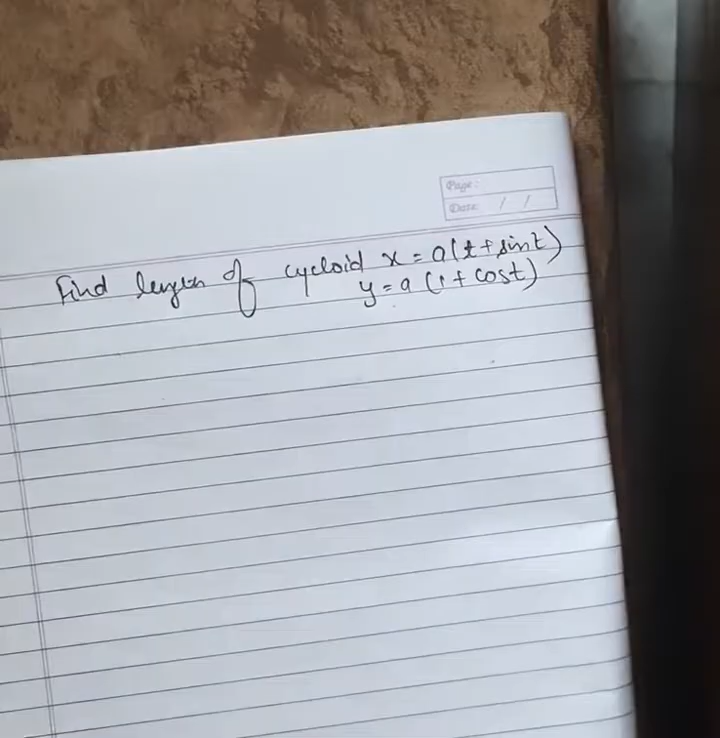 Page:
Date: / /
Find length of cycloid x = a(t + sint)
y = a (1 + cost)